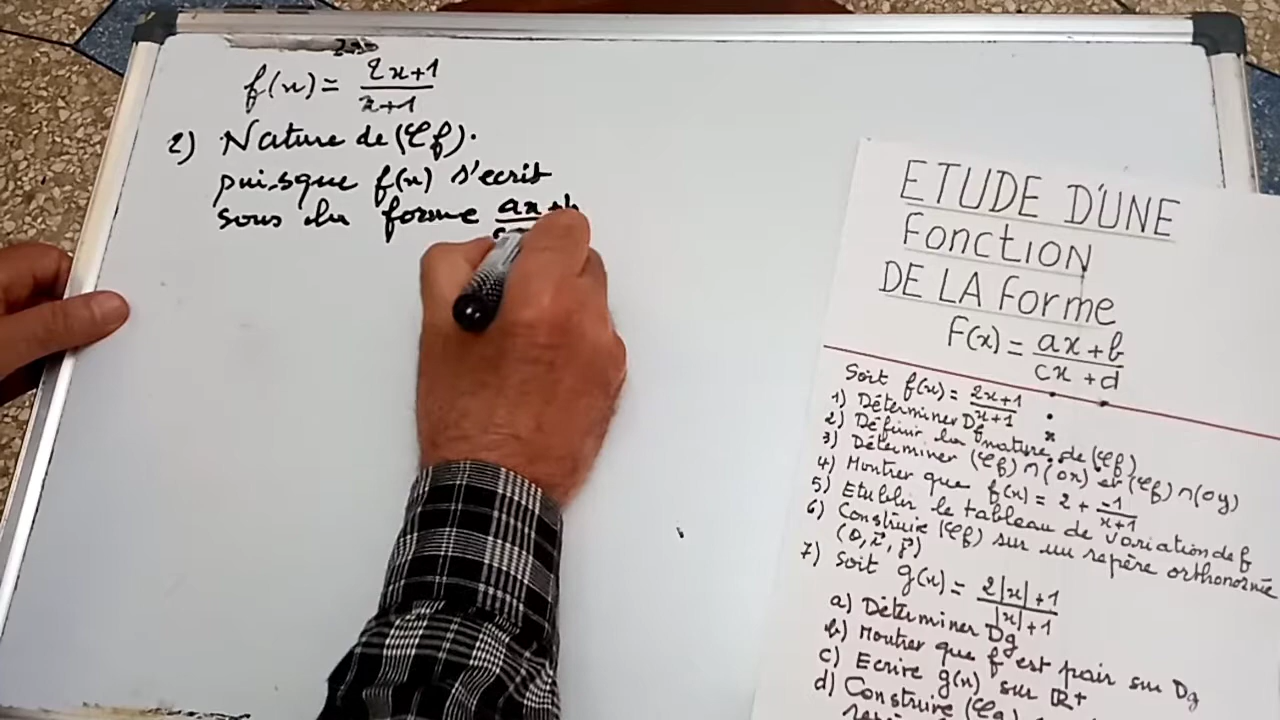 f(x) = 2x+1 / x+1
2) Nature de (Cf).
puisque f(x) s'ecrit
sous la forme ax+b
ETUDE D'UNE
Fonction
DE LA Forme
F(x) = ax+b / cx+d
Soit f(x) = 2x+1 / x+1
1) Déterminer Df
2) Définir la nature de (Cf)
3) Déterminer (Cf) ∩ (ox) et (Cf) ∩ (oy)
4) Montrer que f(x) = 2 + -1 / x+1
5) Etablir le tableau de variation de f
6) Construire (Cf) sur un repère orthonormée
(O, i, j)
7) Soit g(x) = 2|x|+1 / |x|+1
a) Déterminer Dg
b) Montrer que f est pair sur Dg
c) Ecrire g(x) sur R+
d) Construire (Cg)
repère